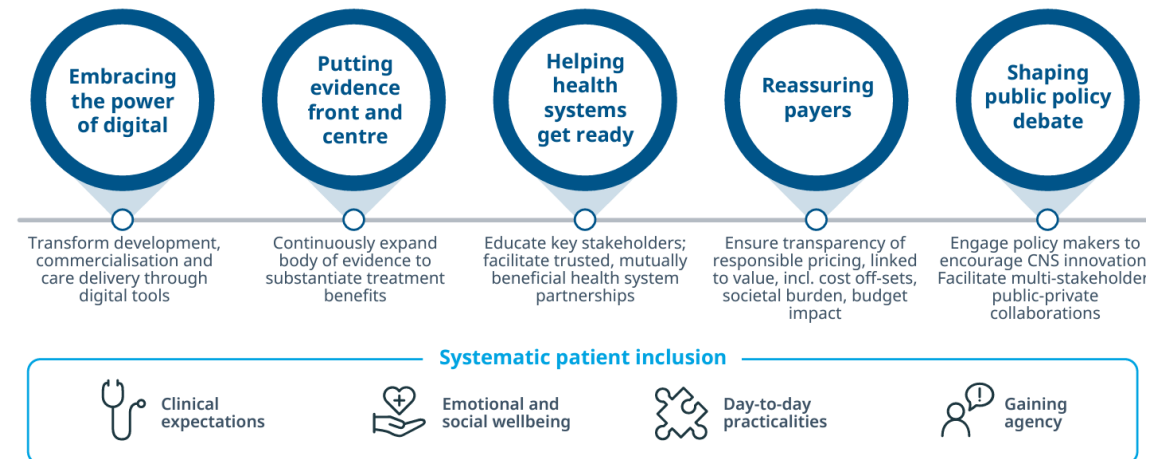 Embracing
the power
of digital
Putting
evidence
front and
centre
Helping
health
systems
get ready
Reassuring
payers
Shaping
public policy
debate
Transform development,
commercialisation and
care delivery through
digital tools
Continuously expand
body of evidence to
substantiate treatment
benefits
Educate key stakeholders;
facilitate trusted, mutually
beneficial health system
partnerships
Ensure transparency of
responsible pricing, linked
to value, incl. cost off-sets,
societal burden, budget
impact
Engage policy makers to
encourage CNS innovation
Facilitate multi-stakeholder
public-private
collaborations
Systematic patient inclusion
Clinical
expectations
Emotional and
social wellbeing
Day-to-day
practicalities
Gaining
agency